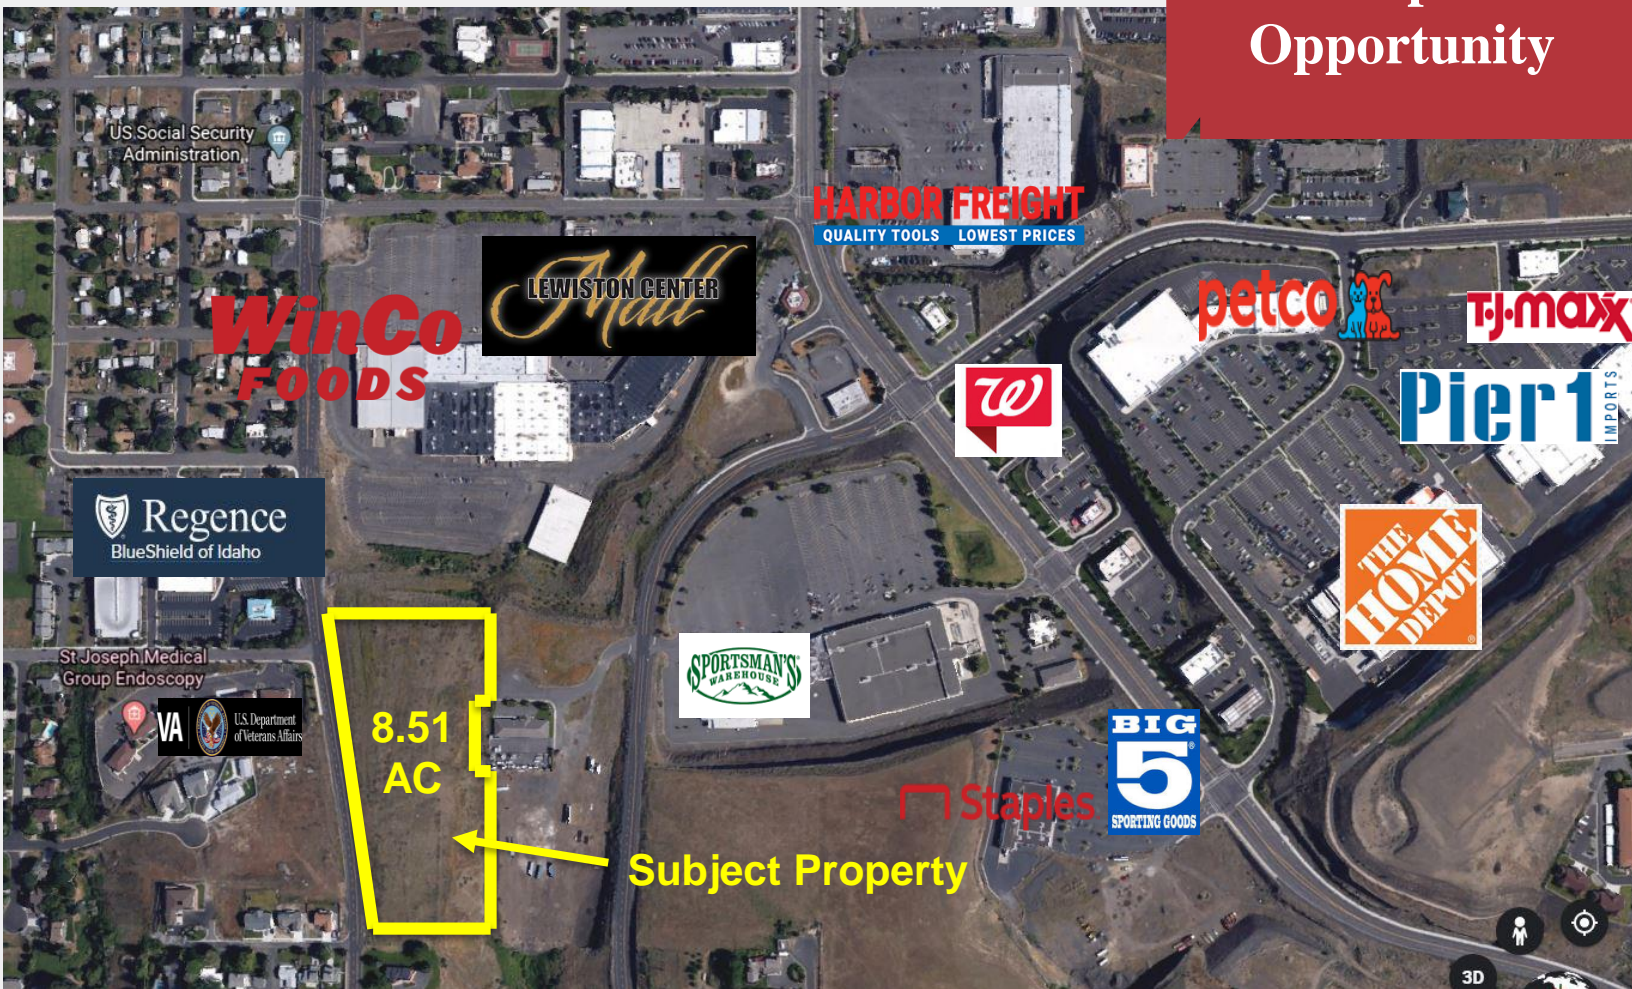 Opportunity
US Social Security
Administration
HARBOR FREIGHT
QUALITY TOOLS LOWEST PRICES
LEWISTON CENTER
Mall
WinCo
FOODS
petco
T.J.maxx
W
Pier 1
IMPORTS
Regence
BlueShield of Idaho
THE
HOME
DEPOT
St Joseph Medical
Group Endoscopy
SPORTSMAN'S
WAREHOUSE
VA
U.S. Department
of Veterans Affairs
8.51
AC
BIG
5
SPORTING GOODS
Staples
Subject Property
3D